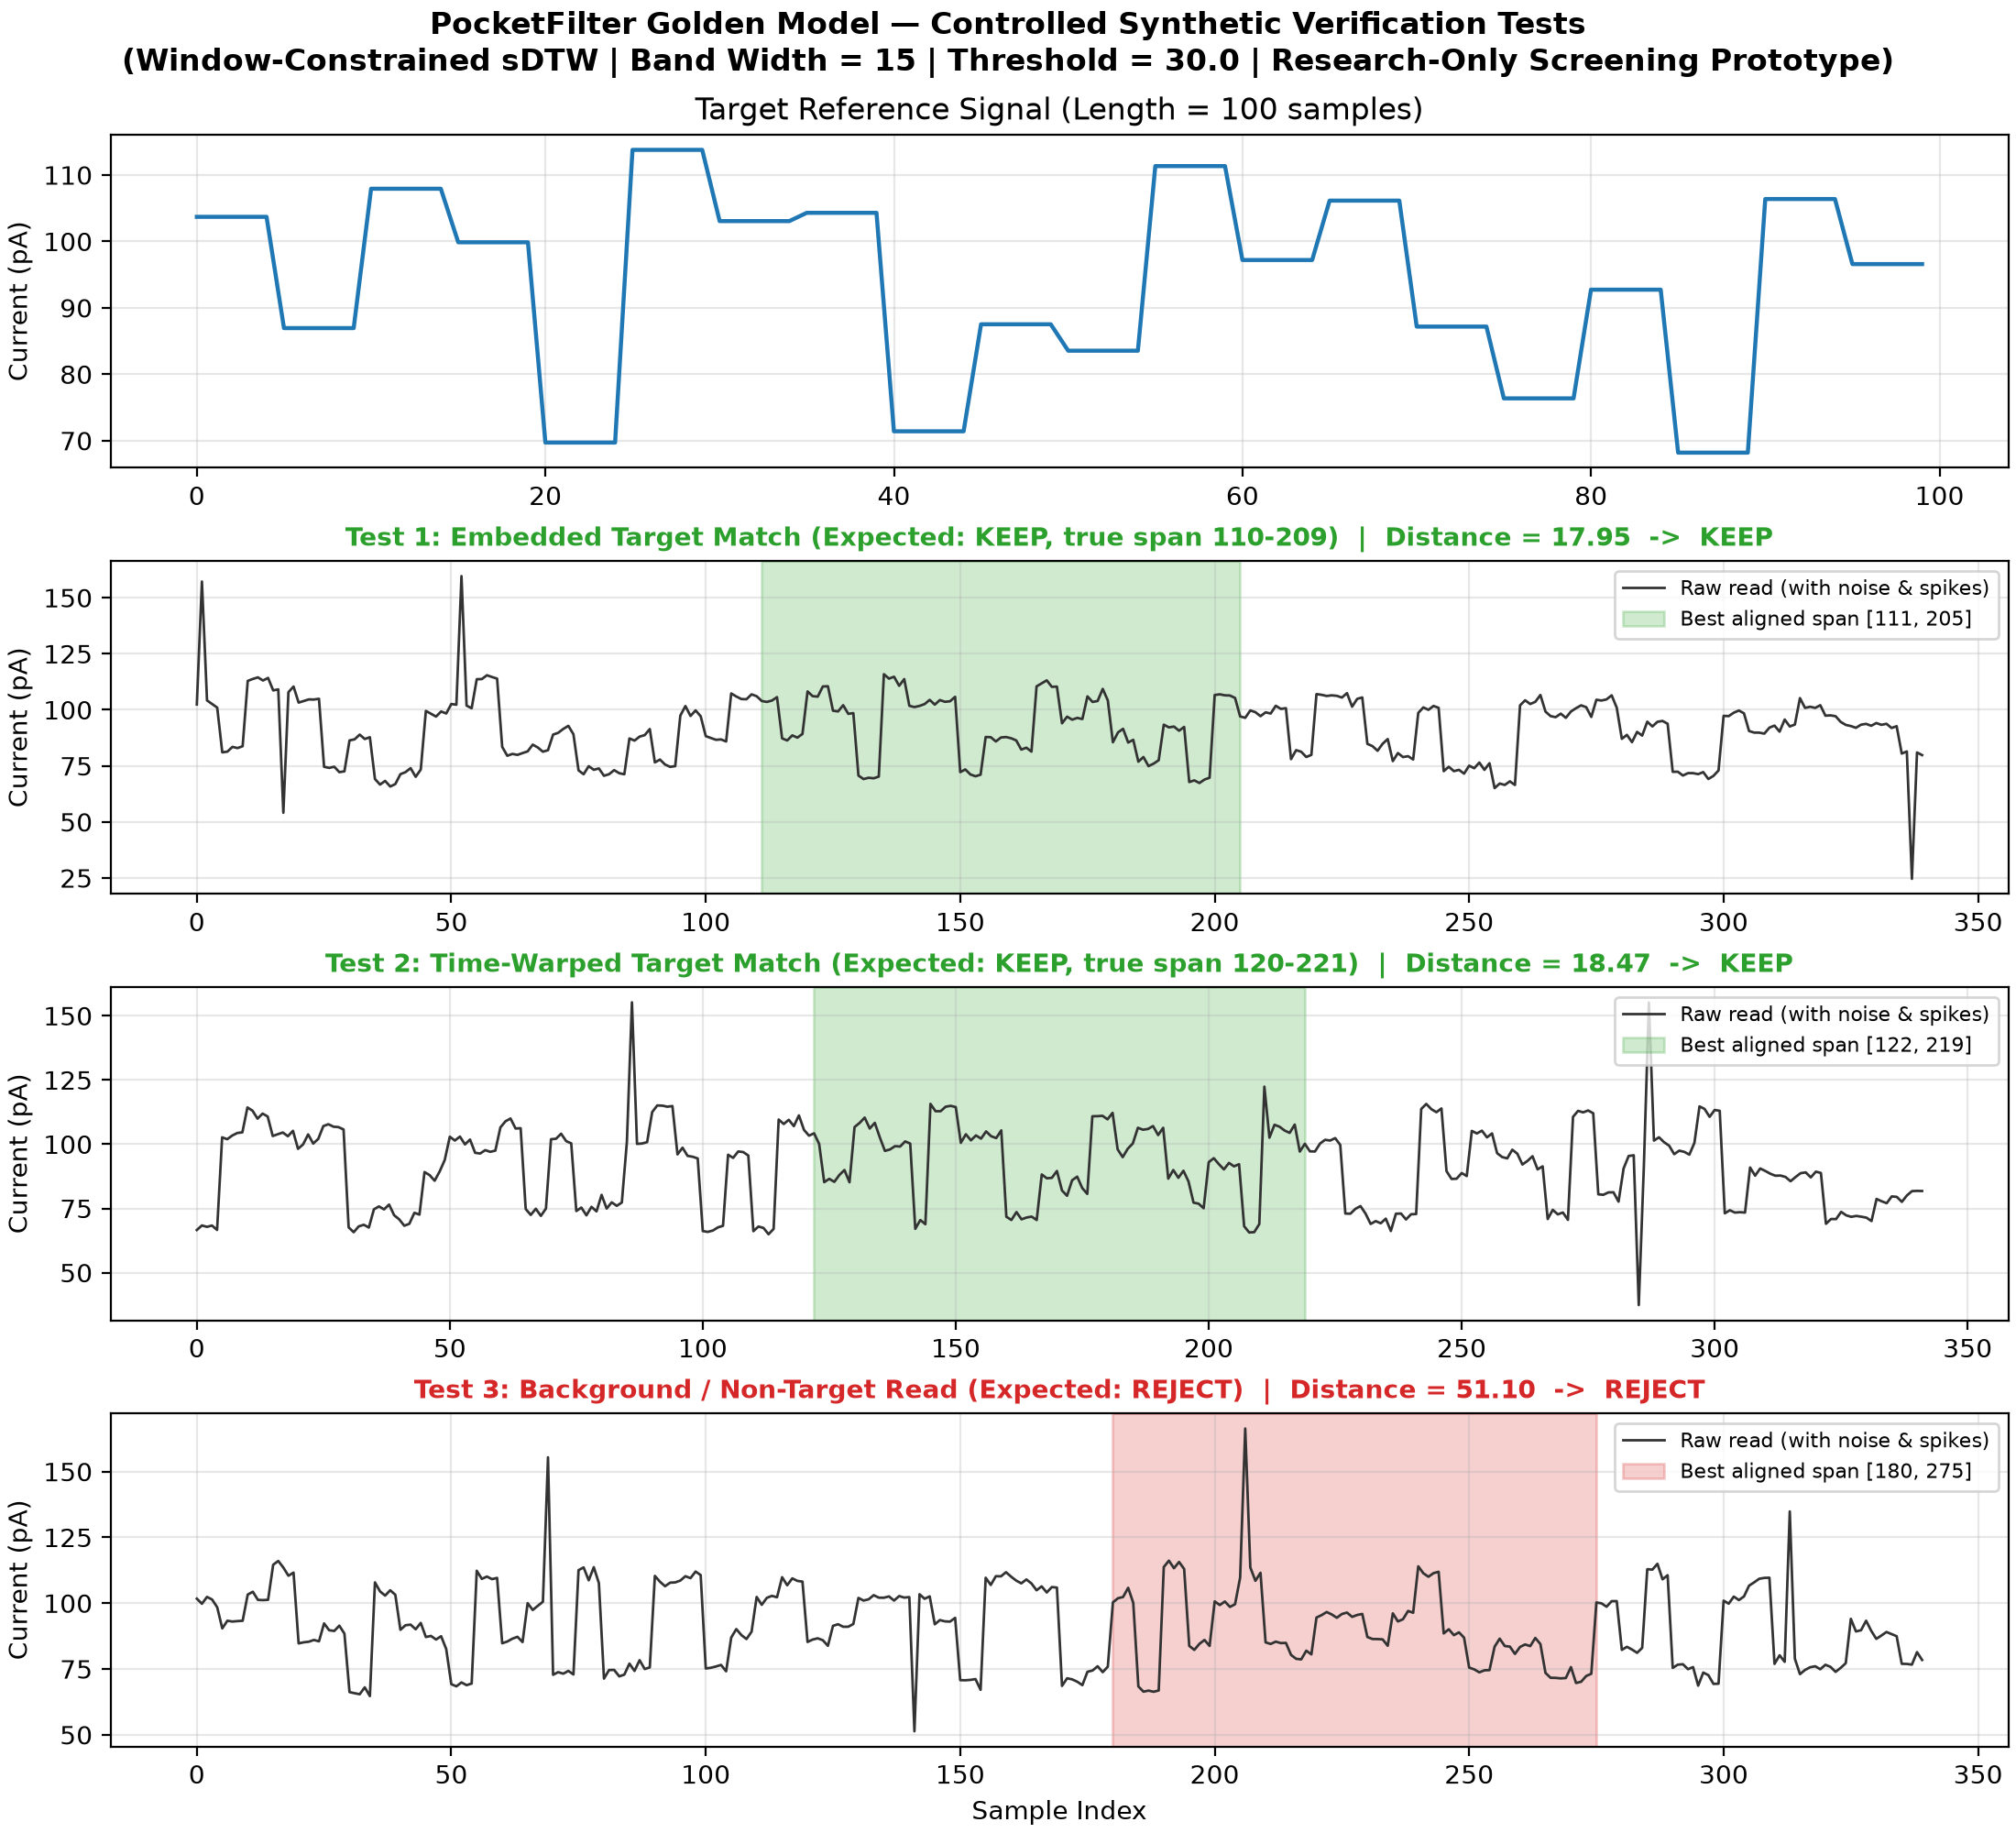 PocketFilter Golden Model — Controlled Synthetic Verification Tests
(Window-Constrained sDTW | Band Width = 15 | Threshold = 30.0 | Research-Only Screening Prototype)
Target Reference Signal (Length = 100 samples)
Current (pA)
110
100
90
80
70
0 20 40 60 80 100
Test 1: Embedded Target Match (Expected: KEEP, true span 110-209) | Distance = 17.95 -> KEEP
Current (pA)
150
125
100
75
50
25
Raw read (with noise & spikes)
Best aligned span [111, 205]
0 50 100 150 200 250 300 350
Test 2: Time-Warped Target Match (Expected: KEEP, true span 120-221) | Distance = 18.47 -> KEEP
Current (pA)
150
125
100
75
50
Raw read (with noise & spikes)
Best aligned span [122, 219]
0 50 100 150 200 250 300 350
Test 3: Background / Non-Target Read (Expected: REJECT) | Distance = 51.10 -> REJECT
Current (pA)
150
125
100
75
50
Raw read (with noise & spikes)
Best aligned span [180, 275]
0 50 100 150 200 250 300 350
Sample Index